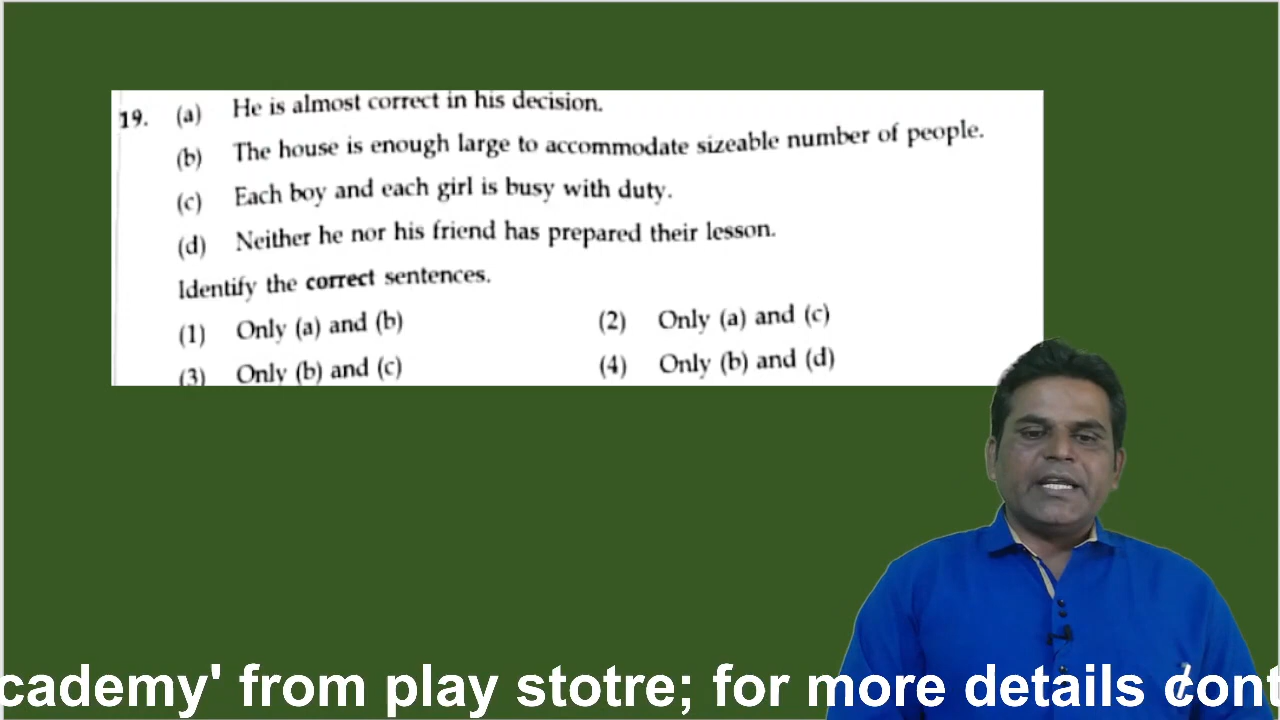 19. (a) He is almost correct in his decision.
(b) The house is enough large to accommodate sizeable number of people.
(c) Each boy and each girl is busy with duty.
(d) Neither he nor his friend has prepared their lesson.
Identify the correct sentences.
(1) Only (a) and (b) (2) Only (a) and (c)
(3) Only (b) and (c) (4) Only (b) and (d)
cademy' from play stotre; for more details cont